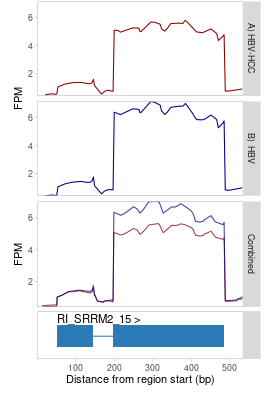 6
4
2
A) HBV-HCC
FPM
6
4
2
B) HBV
6
4
2
FPM
Combined
RI_SRRM2_15 >
100 200 300 400 500
Distance from region start (bp)